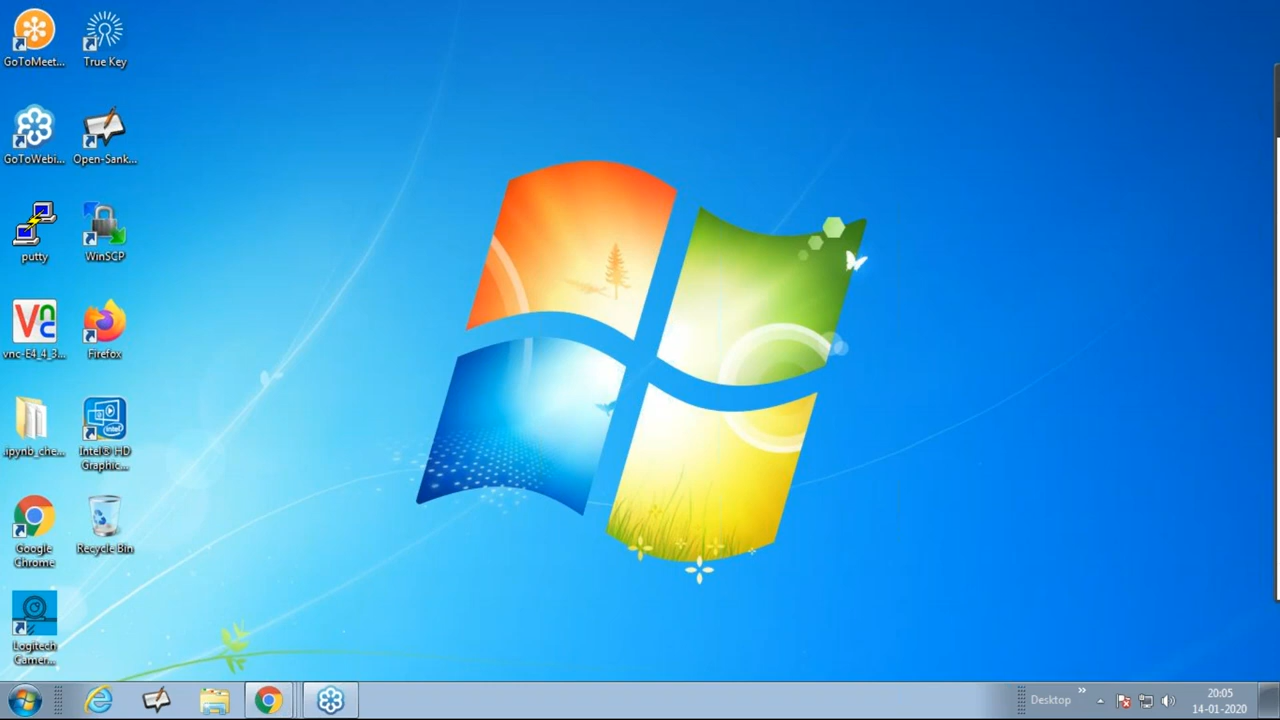 GoToMeet...
True Key
GoToWebi...
Open-Sank...
putty
WinSCP
vnc-E4_4_3...
Firefox
.ipynb_che...
Intel® HD
Graphic...
Google
Chrome
Recycle Bin
Logitech
Camer...
Desktop
20:05
14-01-2020